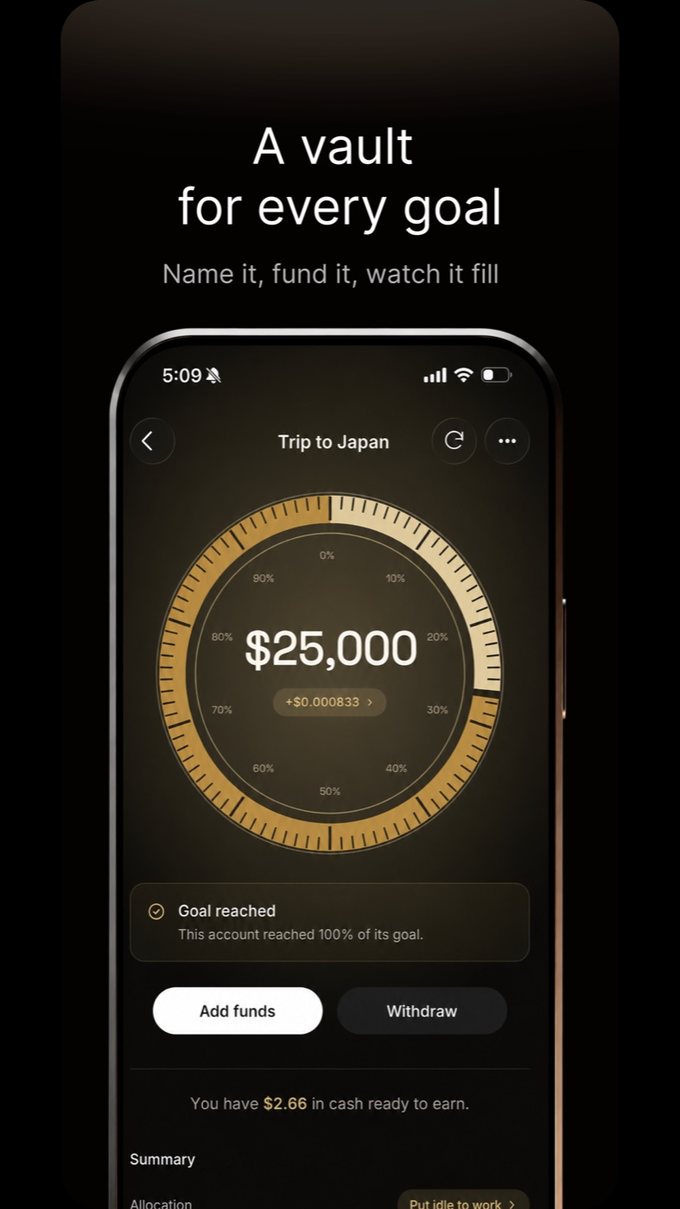 A vault
for every goal
Name it, fund it, watch it fill
5:09
Trip to Japan
0%
90%
10%
80%
$25,000
20%
+$0.000833 >
70%
30%
60%
40%
50%
Goal reached
This account reached 100% of its goal.
Add funds
Withdraw
You have $2.66 in cash ready to earn.
Summary
Allocation
Put idle to work >